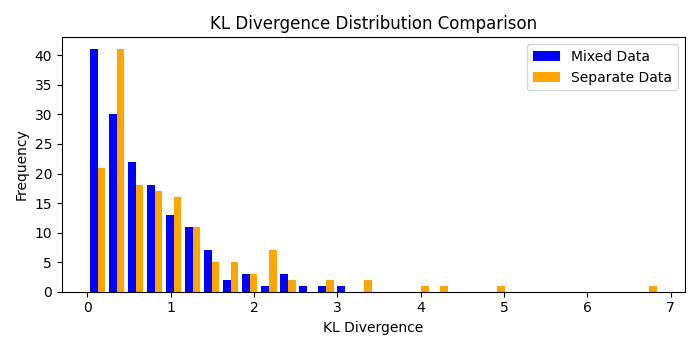 KL Divergence Distribution Comparison
Mixed Data
Separate Data
Frequency
40
35
30
25
20
15
10
5
0
0 1 2 3 4 5 6 7
KL Divergence